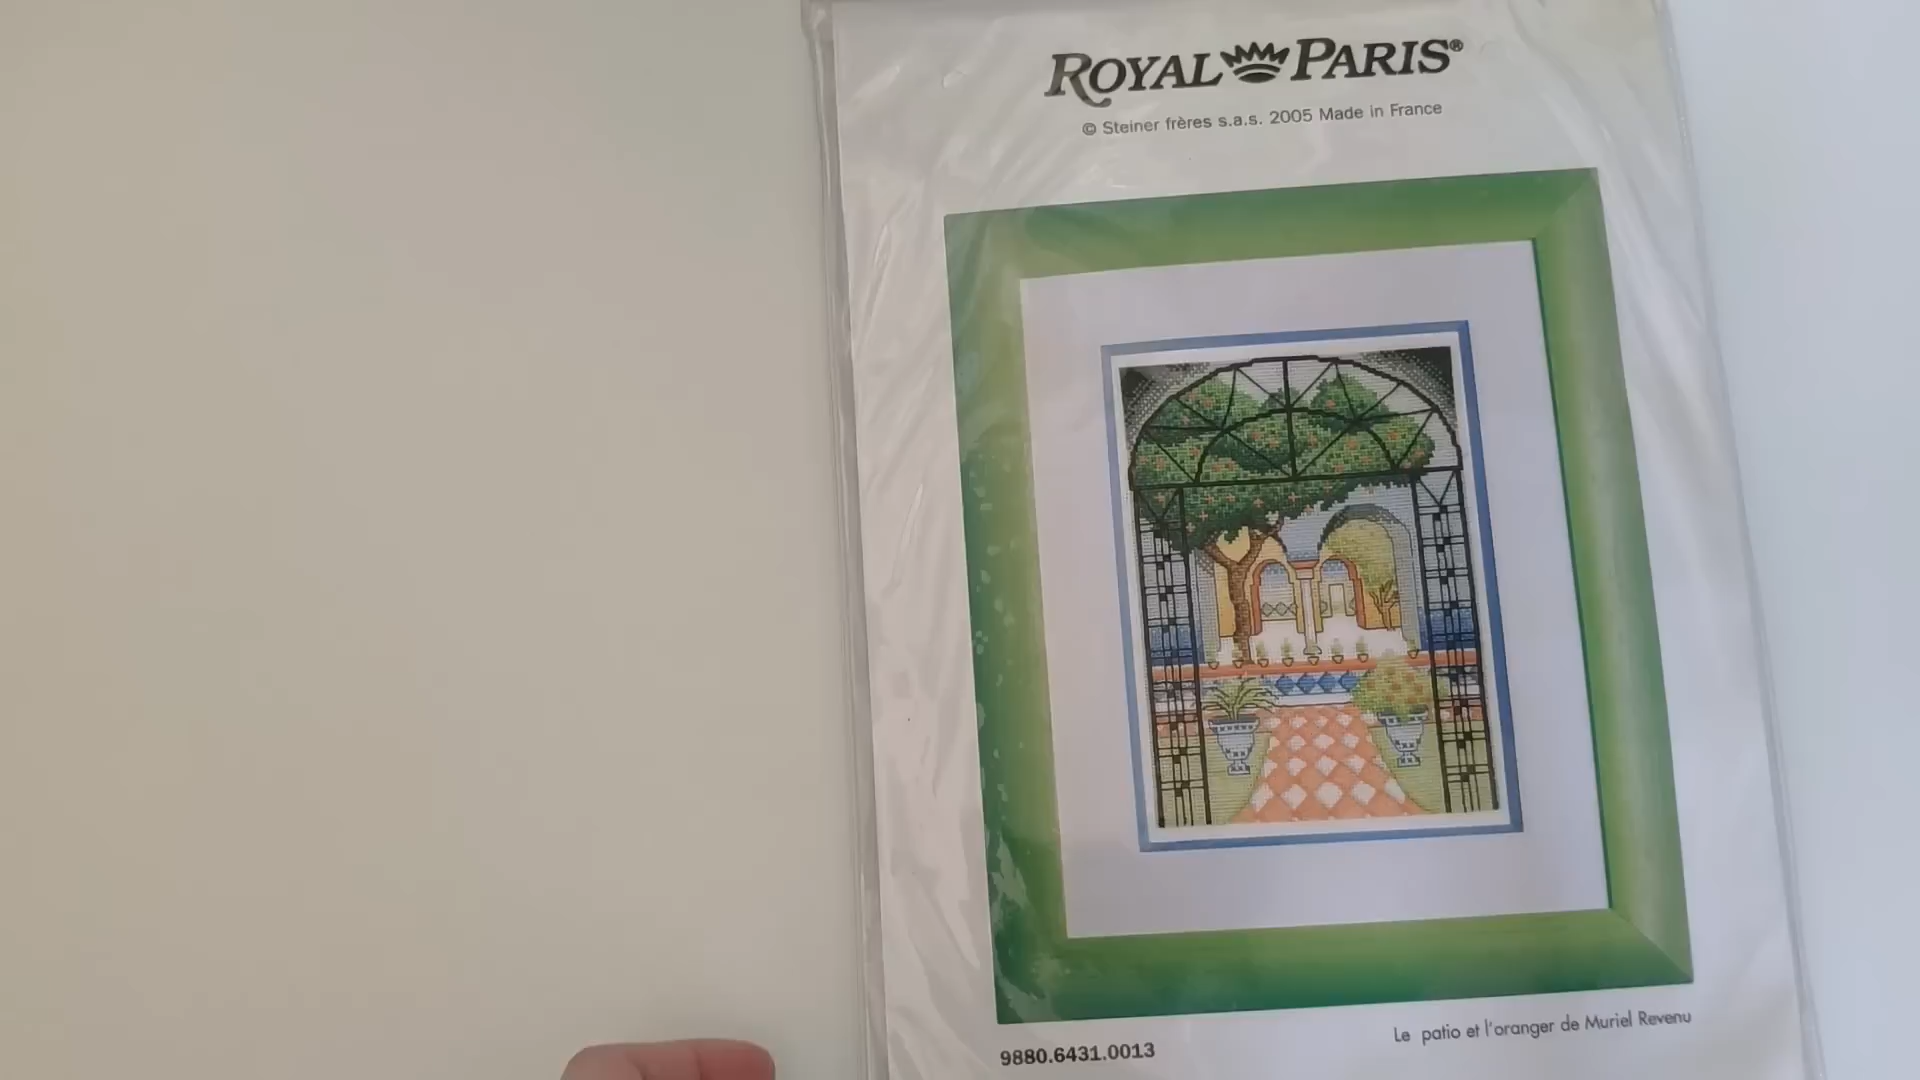 ROYAL PARIS®
© Steiner frères s.a.s. 2005 Made in France
Le patio et l'oranger de Muriel Revenu
9880.6431.0013